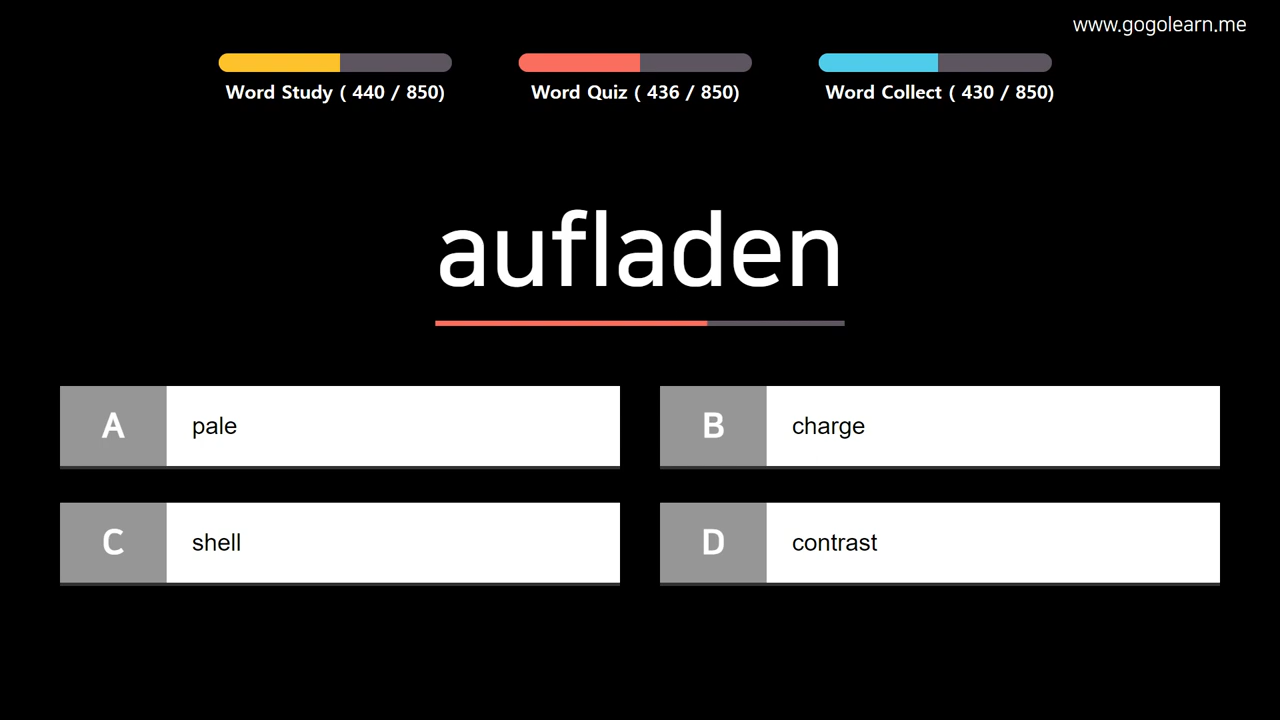 www.gogolearn.me
Word Study ( 440 / 850)
Word Quiz ( 436 / 850)
Word Collect ( 430 / 850)
aufladen
A
pale
B
charge
C
shell
D
contrast